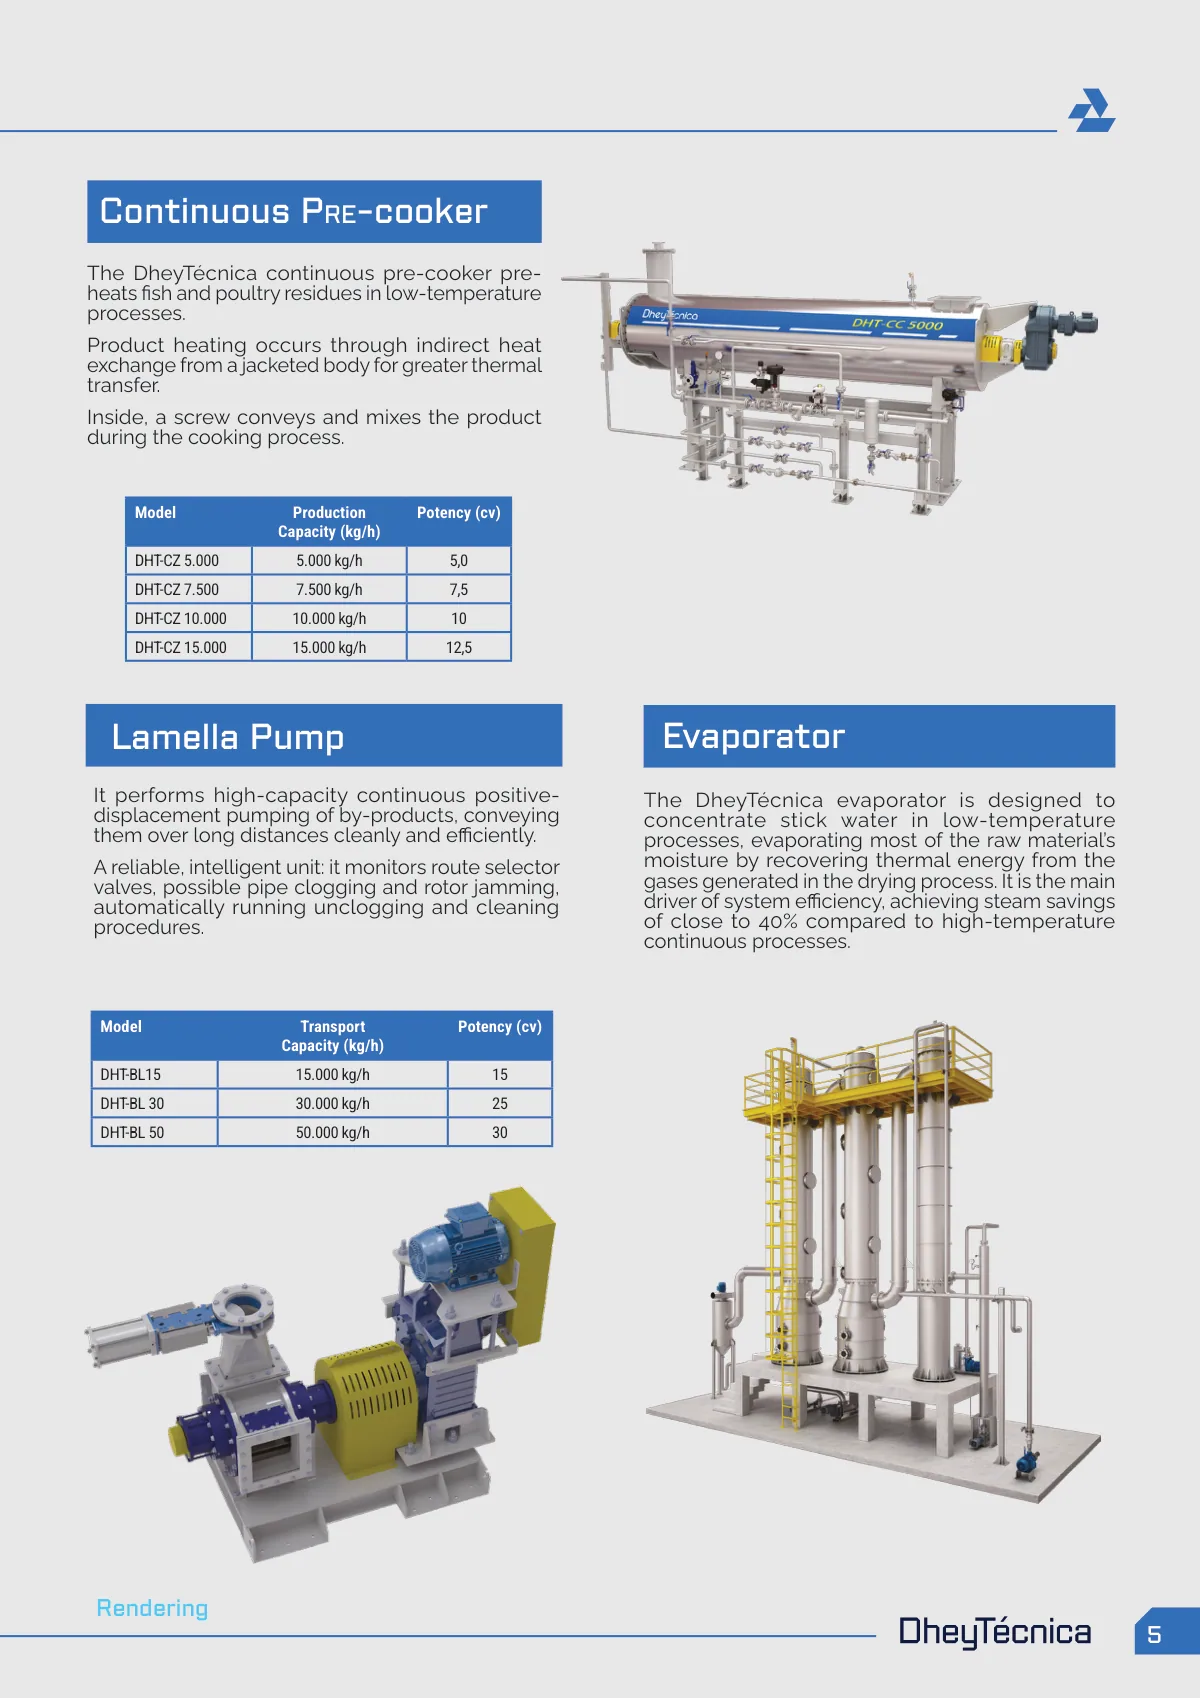 Continuous PRE-cooker
The DheyTécnica continuous pre-cooker pre-
heats fish and poultry residues in low-temperature
processes.
Product heating occurs through indirect heat
exchange from a jacketed body for greater thermal
transfer.
Inside, a screw conveys and mixes the product
during the cooking process.
DheyTécnica
DHT-CC 5000
Model Production Capacity (kg/h) Potency (cv)
DHT-CZ 5.000 5.000 kg/h 5,0
DHT-CZ 7.500 7.500 kg/h 7,5
DHT-CZ 10.000 10.000 kg/h 10
DHT-CZ 15.000 15.000 kg/h 12,5
Lamella Pump
It performs high-capacity continuous positive-
displacement pumping of by-products, conveying
them over long distances cleanly and efficiently.
A reliable, intelligent unit: it monitors route selector
valves, possible pipe clogging and rotor jamming,
automatically running unclogging and cleaning
procedures.
Model Transport Capacity (kg/h) Potency (cv)
DHT-BL15 15.000 kg/h 15
DHT-BL 30 30.000 kg/h 25
DHT-BL 50 50.000 kg/h 30
Evaporator
The DheyTécnica evaporator is designed to
concentrate stick water in low-temperature
processes, evaporating most of the raw material's
moisture by recovering thermal energy from the
gases generated in the drying process. It is the main
driver of system efficiency, achieving steam savings
of close to 40% compared to high-temperature
continuous processes.
Rendering
DheyTécnica
5